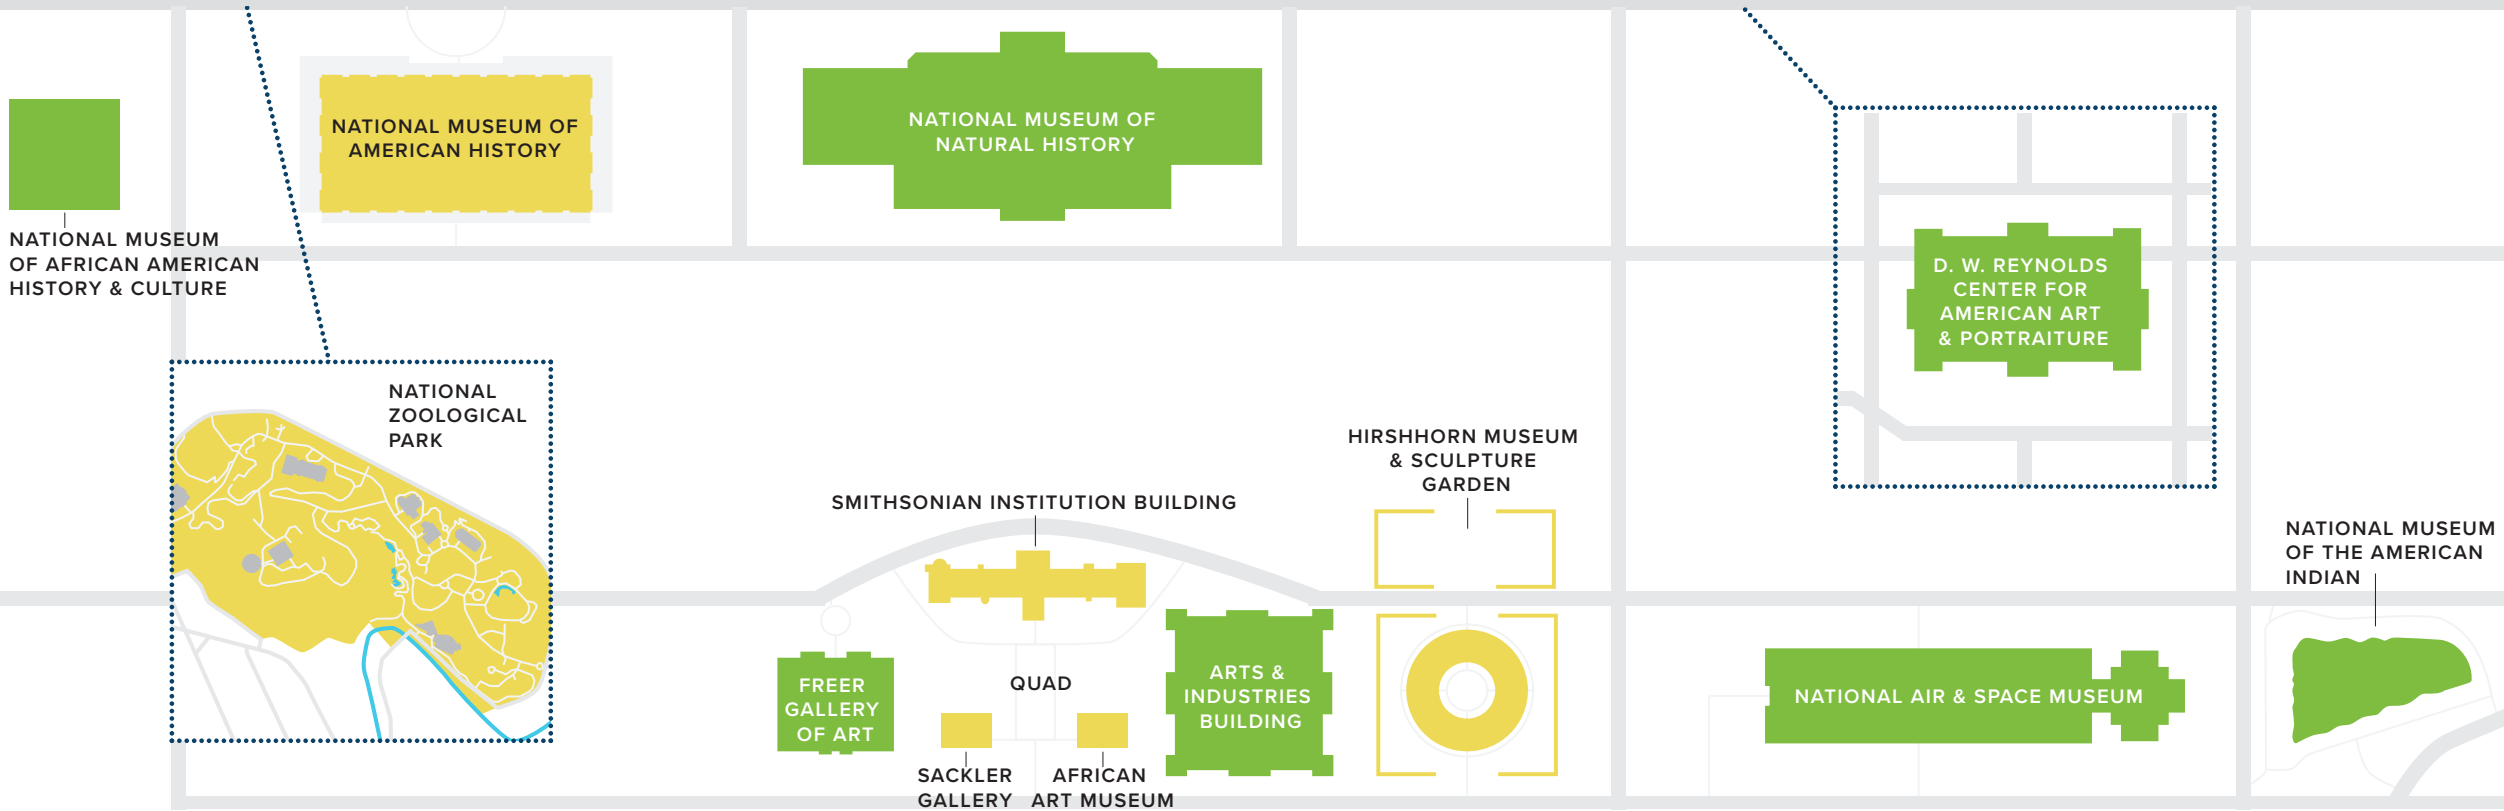 NATIONAL MUSEUM
OF AFRICAN AMERICAN
HISTORY & CULTURE
NATIONAL MUSEUM OF
AMERICAN HISTORY
NATIONAL MUSEUM OF
NATURAL HISTORY
D. W. REYNOLDS
CENTER FOR
AMERICAN ART
& PORTRAITURE
NATIONAL
ZOOLOGICAL
PARK
SMITHSONIAN INSTITUTION BUILDING
HIRSHHORN MUSEUM
& SCULPTURE
GARDEN
NATIONAL MUSEUM
OF THE AMERICAN
INDIAN
FREER
GALLERY
OF ART
QUAD
SACKLER
GALLERY
AFRICAN
ART MUSEUM
ARTS &
INDUSTRIES
BUILDING
NATIONAL AIR & SPACE MUSEUM